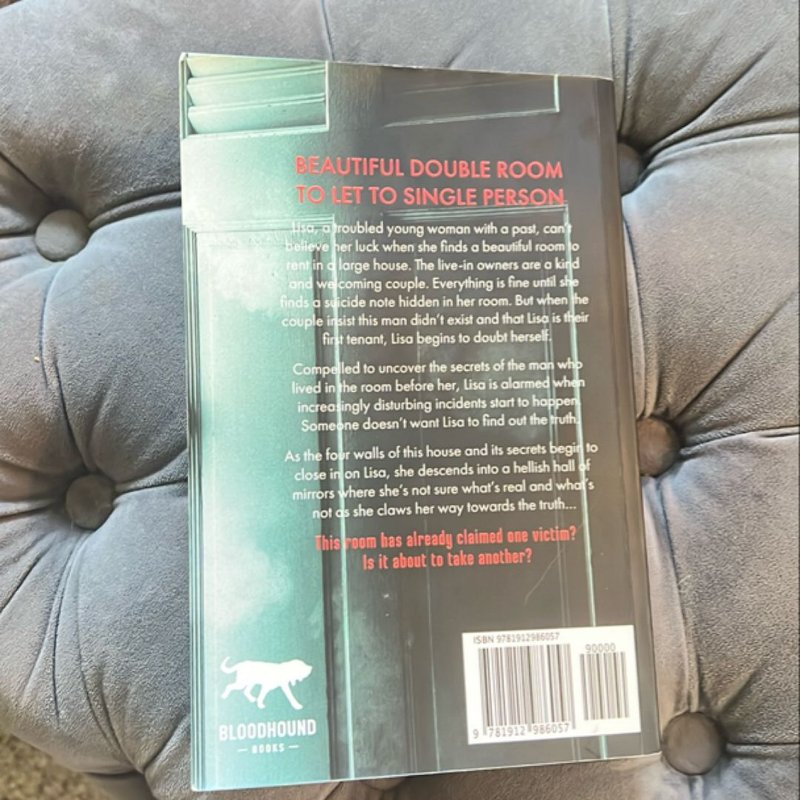 BEAUTIFUL DOUBLE ROOM
TO LET TO SINGLE PERSON
Lisa, a troubled young woman with a past, can't
believe her luck when she finds a beautiful room to
rent in a large house. The live-in owners are a kind
and welcoming couple. Everything is fine until she
finds a suicide note hidden in her room. But when the
couple insist this man didn't exist and that Lisa is their
first tenant, Lisa begins to doubt herself.
Compelled to uncover the secrets of the man who
lived in the room before her, Lisa is alarmed when
increasingly disturbing incidents start to happen.
Someone doesn't want Lisa to find out the truth.
As the four walls of this house and its secrets begin to
close in on Lisa, she descends into a hellish hall of
mirrors where she's not sure what's real and what's
not as she claws her way towards the truth...
This room has already claimed one victim?
Is it about to take another?
ISBN 9781912986057
90000
9 781912 986057
BLOODHOUND
— BOOKS —